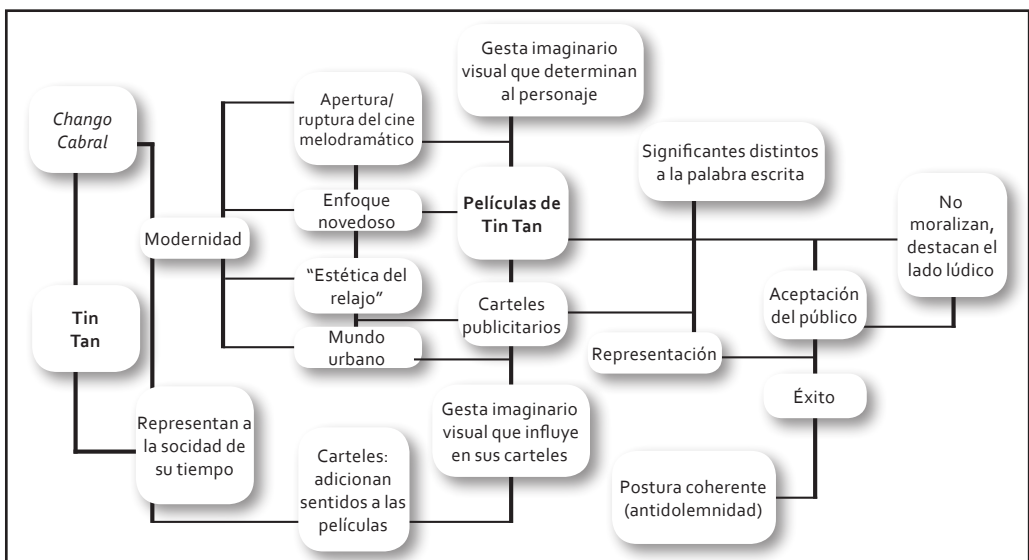 Chango
Cabral
Tin
Tan
Modernidad
Representan a
la socidad de
su tiempo
Apertura/
ruptura del cine
melodramático
Enfoque
novedoso
“Estética del
relajo”
Mundo
urbano
Carteles:
adicionan
sentidos a las
películas
Gesta imaginario
visual que determinan
al personaje
Películas de
Tin Tan
Carteles
publicitarios
Gesta imaginario
visual que influye
en sus carteles
Significantes distintos
a la palabra escrita
Representación
Postura coherente
(antidolemnidad)
Aceptación
del público
Éxito
No
moralizan,
destacan el
lado lúdico